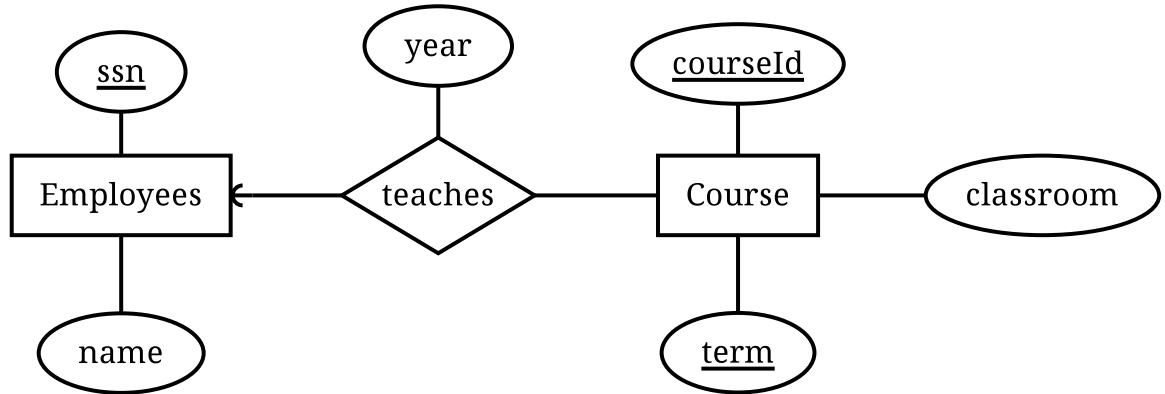 year
ssn
courseId
Employees
teaches
Course
classroom
name
term